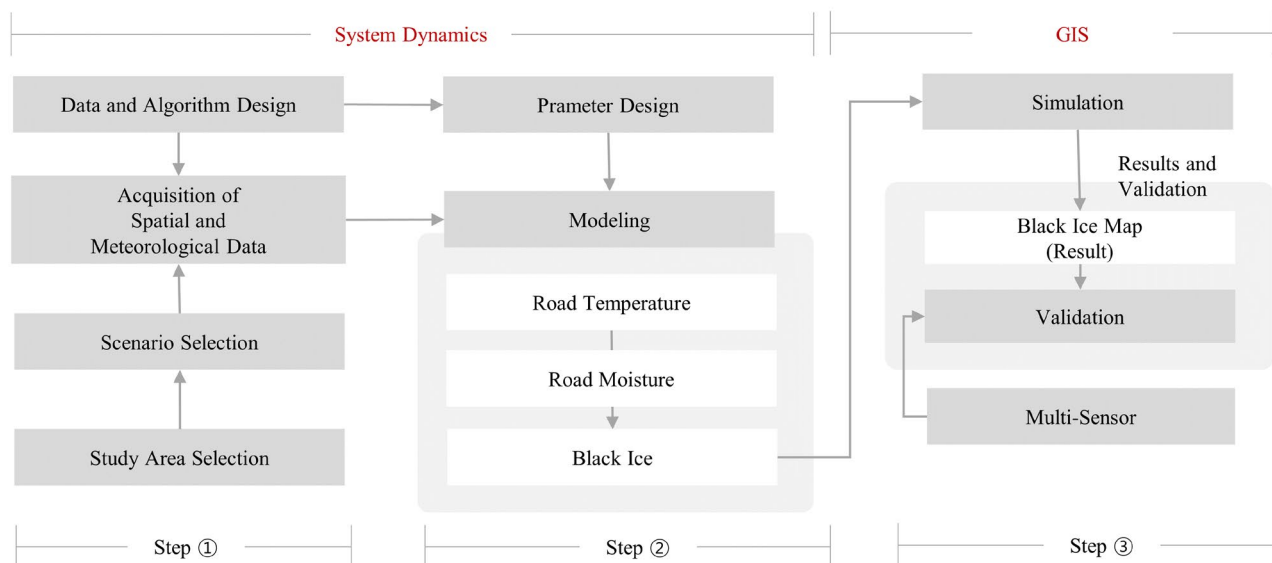 System Dynamics
GIS
Data and Algorithm Design
Prameter Design
Simulation
Acquisition of
Spatial and
Meteorological Data
Modeling
Results and
Validation
Black Ice Map
(Result)
Road Temperature
Validation
Scenario Selection
Road Moisture
Multi-Sensor
Study Area Selection
Black Ice
Step ①
Step ②
Step ③